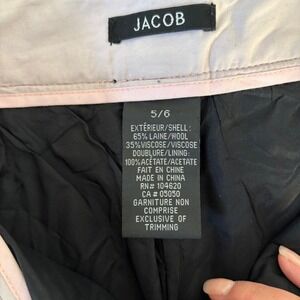 JACOB
5/6
EXTÉRIEUR/SHELL:
65% LAINE/WOOL
35%VISCOSE/VISCOSE
DOUBLURE/LINING:
100%ACÉTATE/ACETATE
FAIT EN CHINE
MADE IN CHINA
RN# 104620
CA # 05050
GARNITURE NON
COMPRISE
EXCLUSIVE OF
TRIMMING